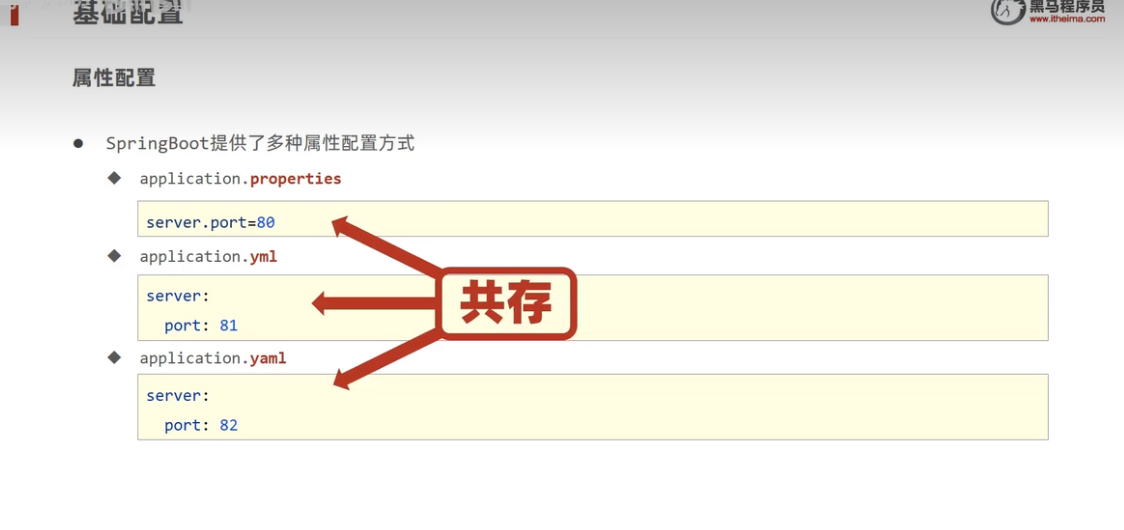 基础配置
黑马程序员
www.itheima.com
属性配置
● SpringBoot提供了多种属性配置方式
◆ application.properties
server.port=80
◆ application.yml
server:
port: 81
共存
◆ application.yaml
server:
port: 82